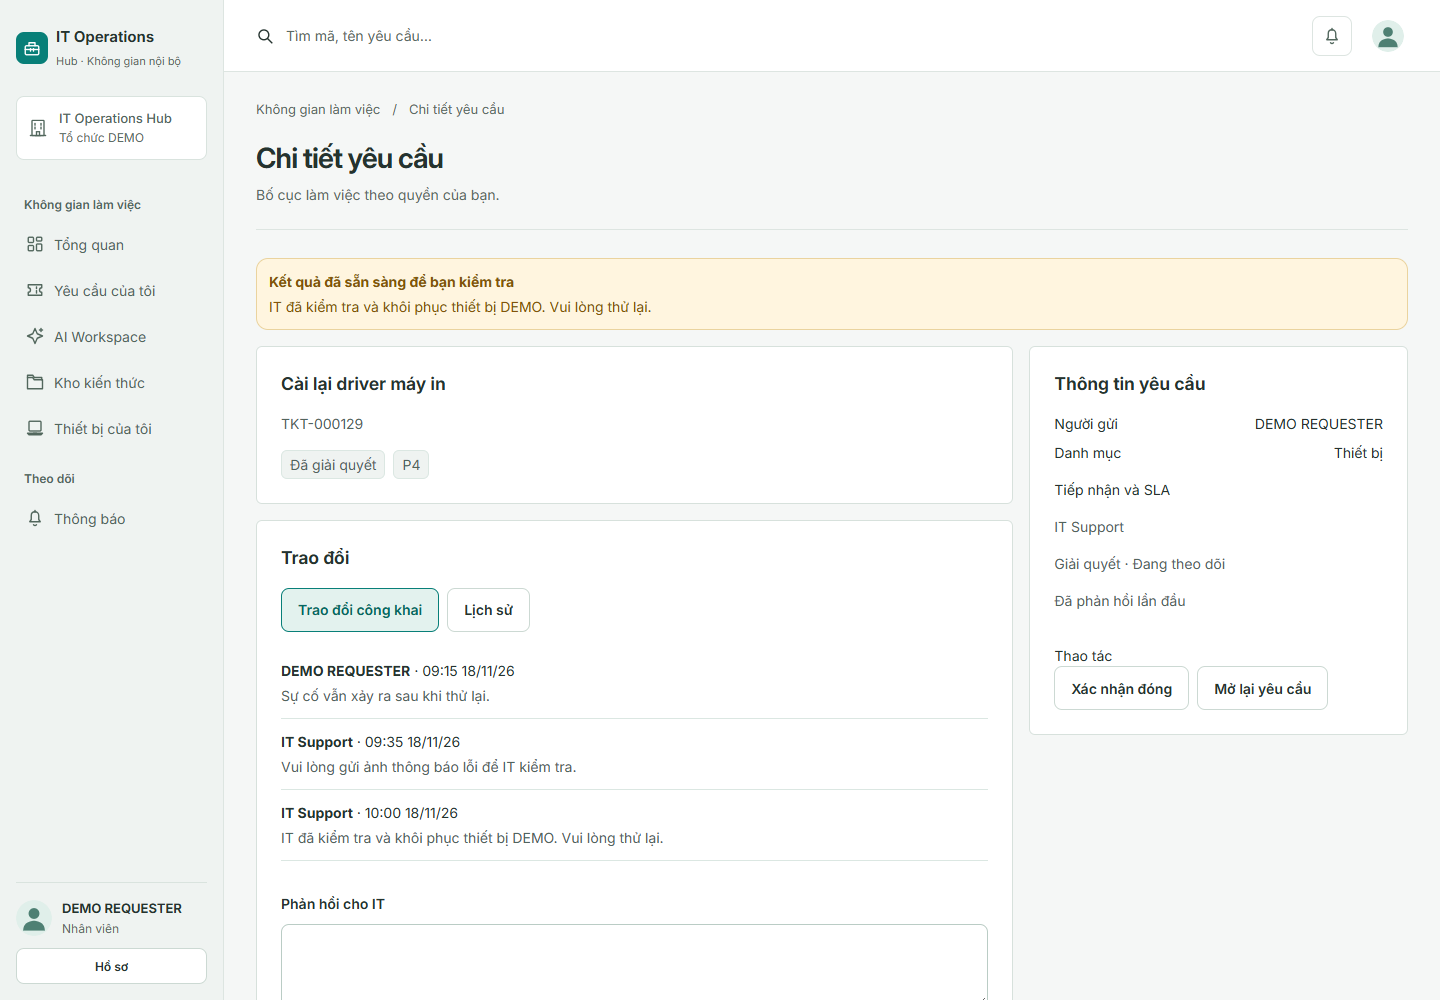 IT Operations
Hub · Không gian nội bộ
IT Operations Hub
Tổ chức DEMO
Không gian làm việc
Tổng quan
Yêu cầu của tôi
AI Workspace
Kho kiến thức
Thiết bị của tôi
Theo dõi
Thông báo
DEMO REQUESTER
Nhân viên
Hồ sơ
Tìm mã, tên yêu cầu...
Không gian làm việc / Chi tiết yêu cầu
Chi tiết yêu cầu
Bố cục làm việc theo quyền của bạn.
Kết quả đã sẵn sàng để bạn kiểm tra
IT đã kiểm tra và khôi phục thiết bị DEMO. Vui lòng thử lại.
Cài lại driver máy in
TKT-000129
Đã giải quyết P4
Trao đổi
Trao đổi công khai Lịch sử
DEMO REQUESTER · 09:15 18/11/26
Sự cố vẫn xảy ra sau khi thử lại.
IT Support · 09:35 18/11/26
Vui lòng gửi ảnh thông báo lỗi để IT kiểm tra.
IT Support · 10:00 18/11/26
IT đã kiểm tra và khôi phục thiết bị DEMO. Vui lòng thử lại.
Phản hồi cho IT
Thông tin yêu cầu
Người gửi DEMO REQUESTER
Danh mục Thiết bị
Tiếp nhận và SLA
IT Support
Giải quyết · Đang theo dõi
Đã phản hồi lần đầu
Thao tác
Xác nhận đóng Mở lại yêu cầu